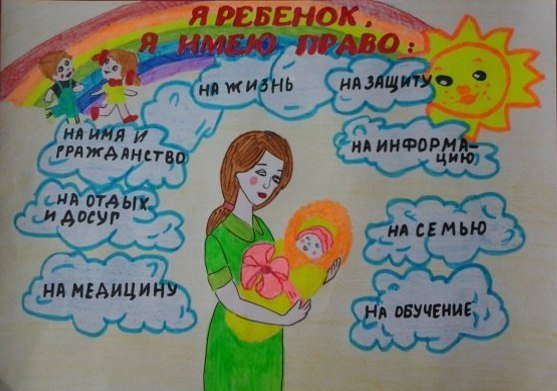 Я РЕБЕНОК,
Я ИМЕЮ ПРАВО:
НА ЖИЗНЬ
НА ЗАЩИТУ
НА ИМЯ И
РРАЖДАНСТВО
НА ИНФОРМА-
ЦИЮ
НА ОТДЫХ
И ДОСУГ
НА СЕМЬЮ
НА МЕДИЦИНУ
НА ОБУЧЕНИЕ